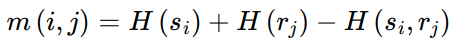 m (i, j) = H (s_i) + H (r_j) − H (s_i, r_j)